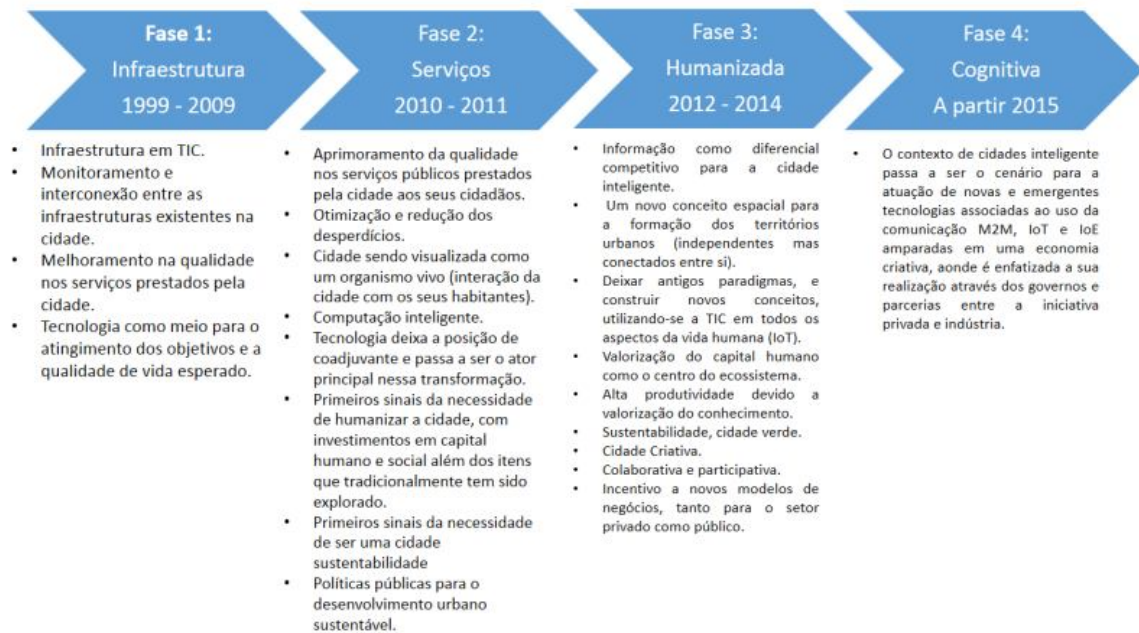 Fase 1:
Infraestrutura
1999 - 2009
• Infraestrutura em TIC.
• Monitoramento e
interconexão entre as
infraestruturas existentes na
cidade.
• Melhoramento na qualidade
nos serviços prestados pela
cidade.
• Tecnologia como meio para o
atingimento dos objetivos e a
qualidade de vida esperado.
Fase 2:
Serviços
2010 - 2011
• Aprimoramento da qualidade
nos serviços públicos prestados
pela cidade aos seus cidadãos.
• Otimização e redução dos
desperdícios.
• Cidade sendo visualizada como
um organismo vivo (interação da
cidade com os seus habitantes).
• Computação inteligente.
• Tecnologia deixa a posição de
coadjuvante e passa a ser o ator
principal nessa transformação.
• Primeiros sinais da necessidade
de humanizar a cidade, com
investimentos em capital
humano e social além dos itens
que tradicionalmente tem sido
explorado.
• Primeiros sinais da necessidade
de ser uma cidade
sustentabilidade
• Políticas públicas para o
desenvolvimento urbano
sustentável.
Fase 3:
Humanizada
2012 - 2014
• Informação como diferencial
competitivo para a cidade
inteligente.
• Um novo conceito espacial para
a formação dos territórios
urbanos (independentes mas
conectados entre si).
• Deixar antigos paradigmas, e
construir novos conceitos,
utilizando-se a TIC em todos os
aspectos da vida humana (IoT).
• Valorização do capital humano
como o centro do ecossistema.
• Alta produtividade devido a
valorização do conhecimento.
• Sustentabilidade, cidade verde.
• Cidade Criativa.
• Colaborativa e participativa.
• Incentivo a novos modelos de
negócios, tanto para o setor
privado como público.
Fase 4:
Cognitiva
A partir 2015
• O contexto de cidades inteligente
passa a ser o cenário para a
atuação de novas e emergentes
tecnologias associadas ao uso da
comunicação M2M, IoT e IoE
amparadas em uma economia
criativa, aonde é enfatizada a sua
realização através dos governos e
parcerias entre a iniciativa
privada e indústria.